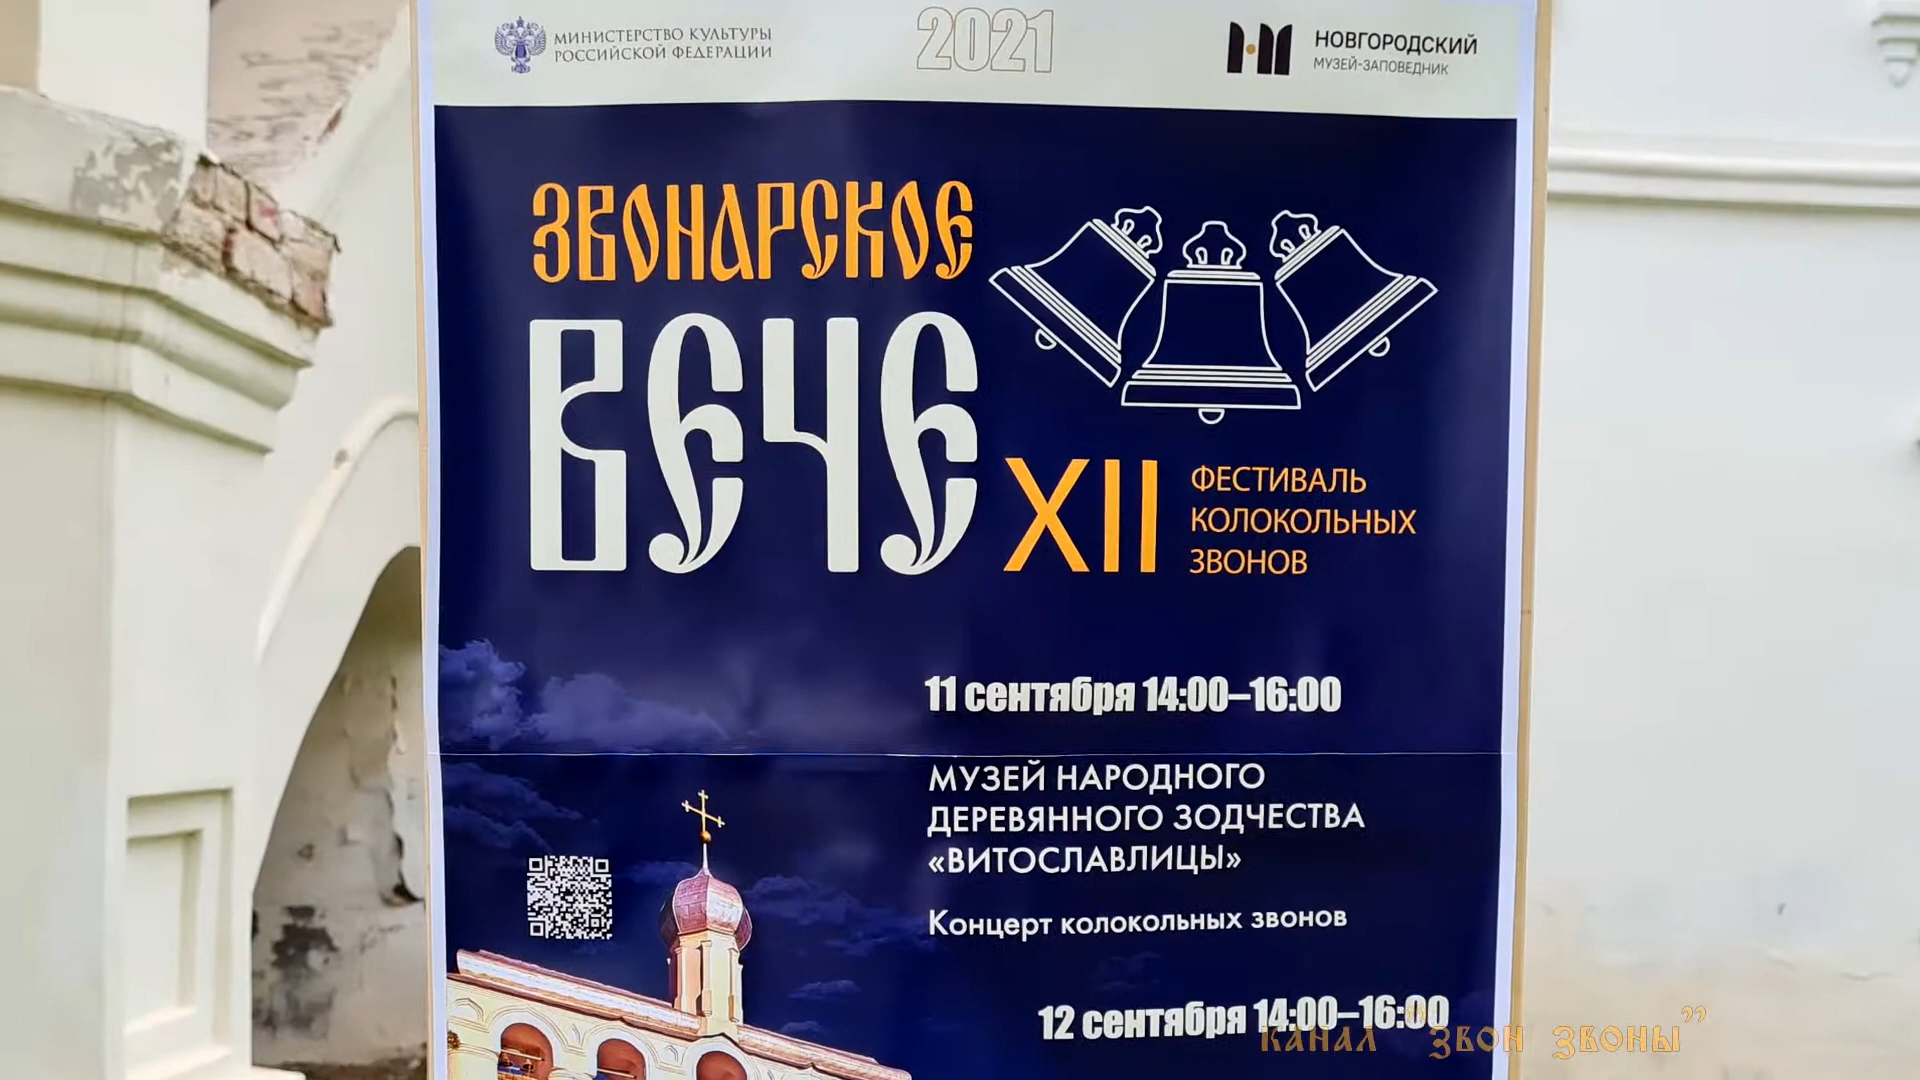 МИНИСТЕРСТВО КУЛЬТУРЫ
РОССИЙСКОЙ ФЕДЕРАЦИИ
2021
НОВГОРОДСКИЙ
МУЗЕЙ-ЗАПОВЕДНИК
ЗВОНАРСКОЕ
ВЕЧЕ
XII
ФЕСТИВАЛЬ
КОЛОКОЛЬНЫХ
ЗВОНОВ
11 сентября 14:00–16:00
МУЗЕЙ НАРОДНОГО
ДЕРЕВЯННОГО ЗОДЧЕСТВА
«ВИТОСЛАВЛИЦЫ»
Концерт колокольных звонов
12 сентября 14:00–16:00
КАНАЛ "ЗВОН ЗВОНЫ"